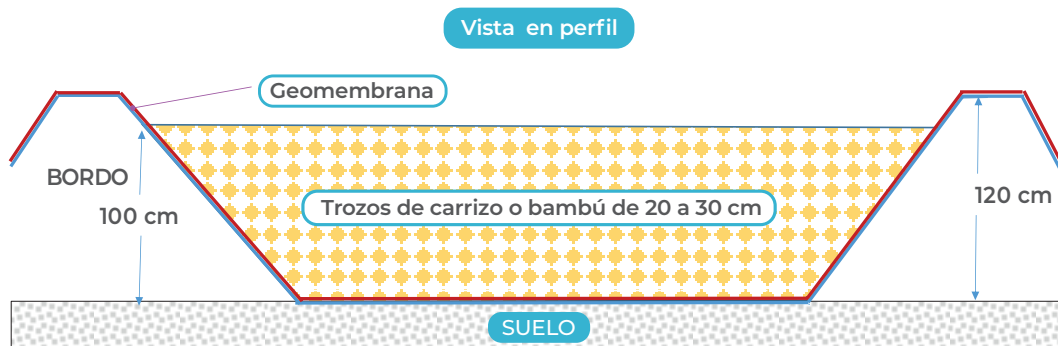 Vista en perfil
Geomembrana
BORDO
100 cm
Trozos de carrizo o bambú de 20 a 30 cm
120 cm
SUELO